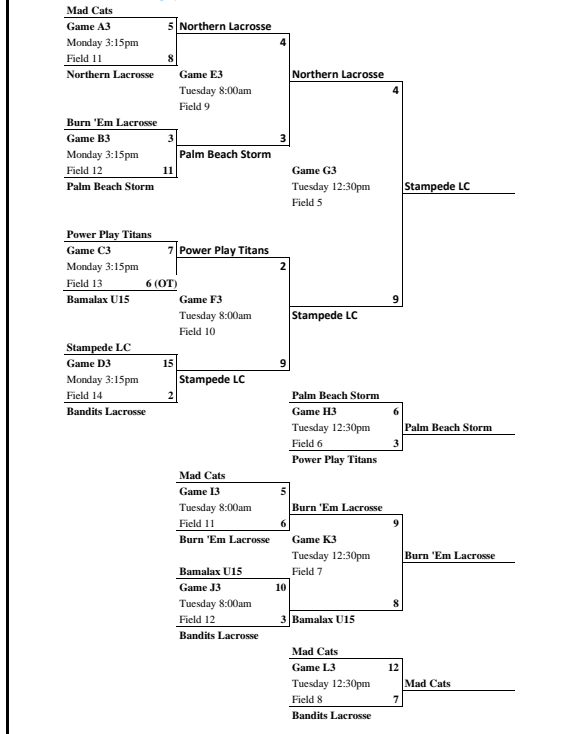 Mad Cats
Game A3 5 Northern Lacrosse
Monday 3:15pm 4
Field 11 8
Northern Lacrosse Game E3 Northern Lacrosse
Tuesday 8:00am 4
Field 9
Burn 'Em Lacrosse
Game B3 3 3
Monday 3:15pm Palm Beach Storm
Field 12 11 Game G3
Palm Beach Storm Tuesday 12:30pm Stampede LC
Field 5
Power Play Titans
Game C3 7 Power Play Titans
Monday 3:15pm 2
Field 13 6 (OT)
Bamalax U15 Game F3 9
Tuesday 8:00am Stampede LC
Field 10
Stampede LC
Game D3 15 9
Monday 3:15pm Stampede LC
Field 14 2 Palm Beach Storm
Bandits Lacrosse Game H3 6
Tuesday 12:30pm Palm Beach Storm
Field 6 3
Power Play Titans
Mad Cats
Game I3 5
Tuesday 8:00am Burn 'Em Lacrosse
Field 11 6 9
Burn 'Em Lacrosse Game K3
Tuesday 12:30pm Burn 'Em Lacrosse
Bamalax U15 Field 7
Game J3 10
Tuesday 8:00am 8
Field 12 3 Bamalax U15
Bandits Lacrosse
Mad Cats
Game L3 12
Tuesday 12:30pm Mad Cats
Field 8 7
Bandits Lacrosse